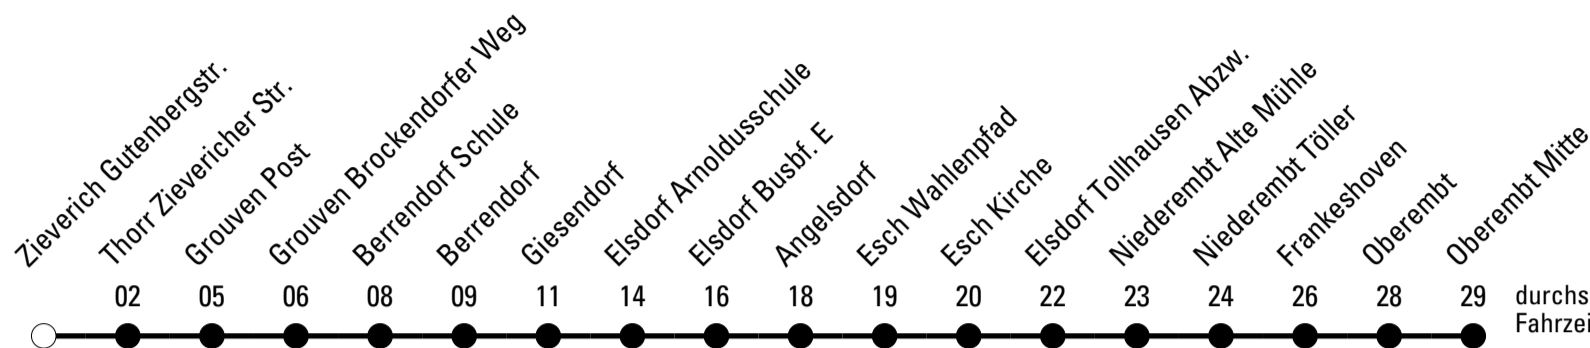 Zieverich Gutenbergstr.
Thorr Zievericher Str.
Grouven Post
Grouven Brockendorfer Weg
Berrendorf Schule
Berrendorf
Giesendorf
Elsdorf Arnoldusschule
Elsdorf Busbf. E
Angelsdorf
Esch Wahlenpfad
Esch Kirche
Elsdorf Tollhausen Abzw.
Niederembt Alte Mühle
Niederembt Töller
Frankeshoven
Oberembt
Oberembt Mitte
02 05 06 08 09 11 14 16 18 19 20 22 23 24 26 28 29 durchs
Fahrzei